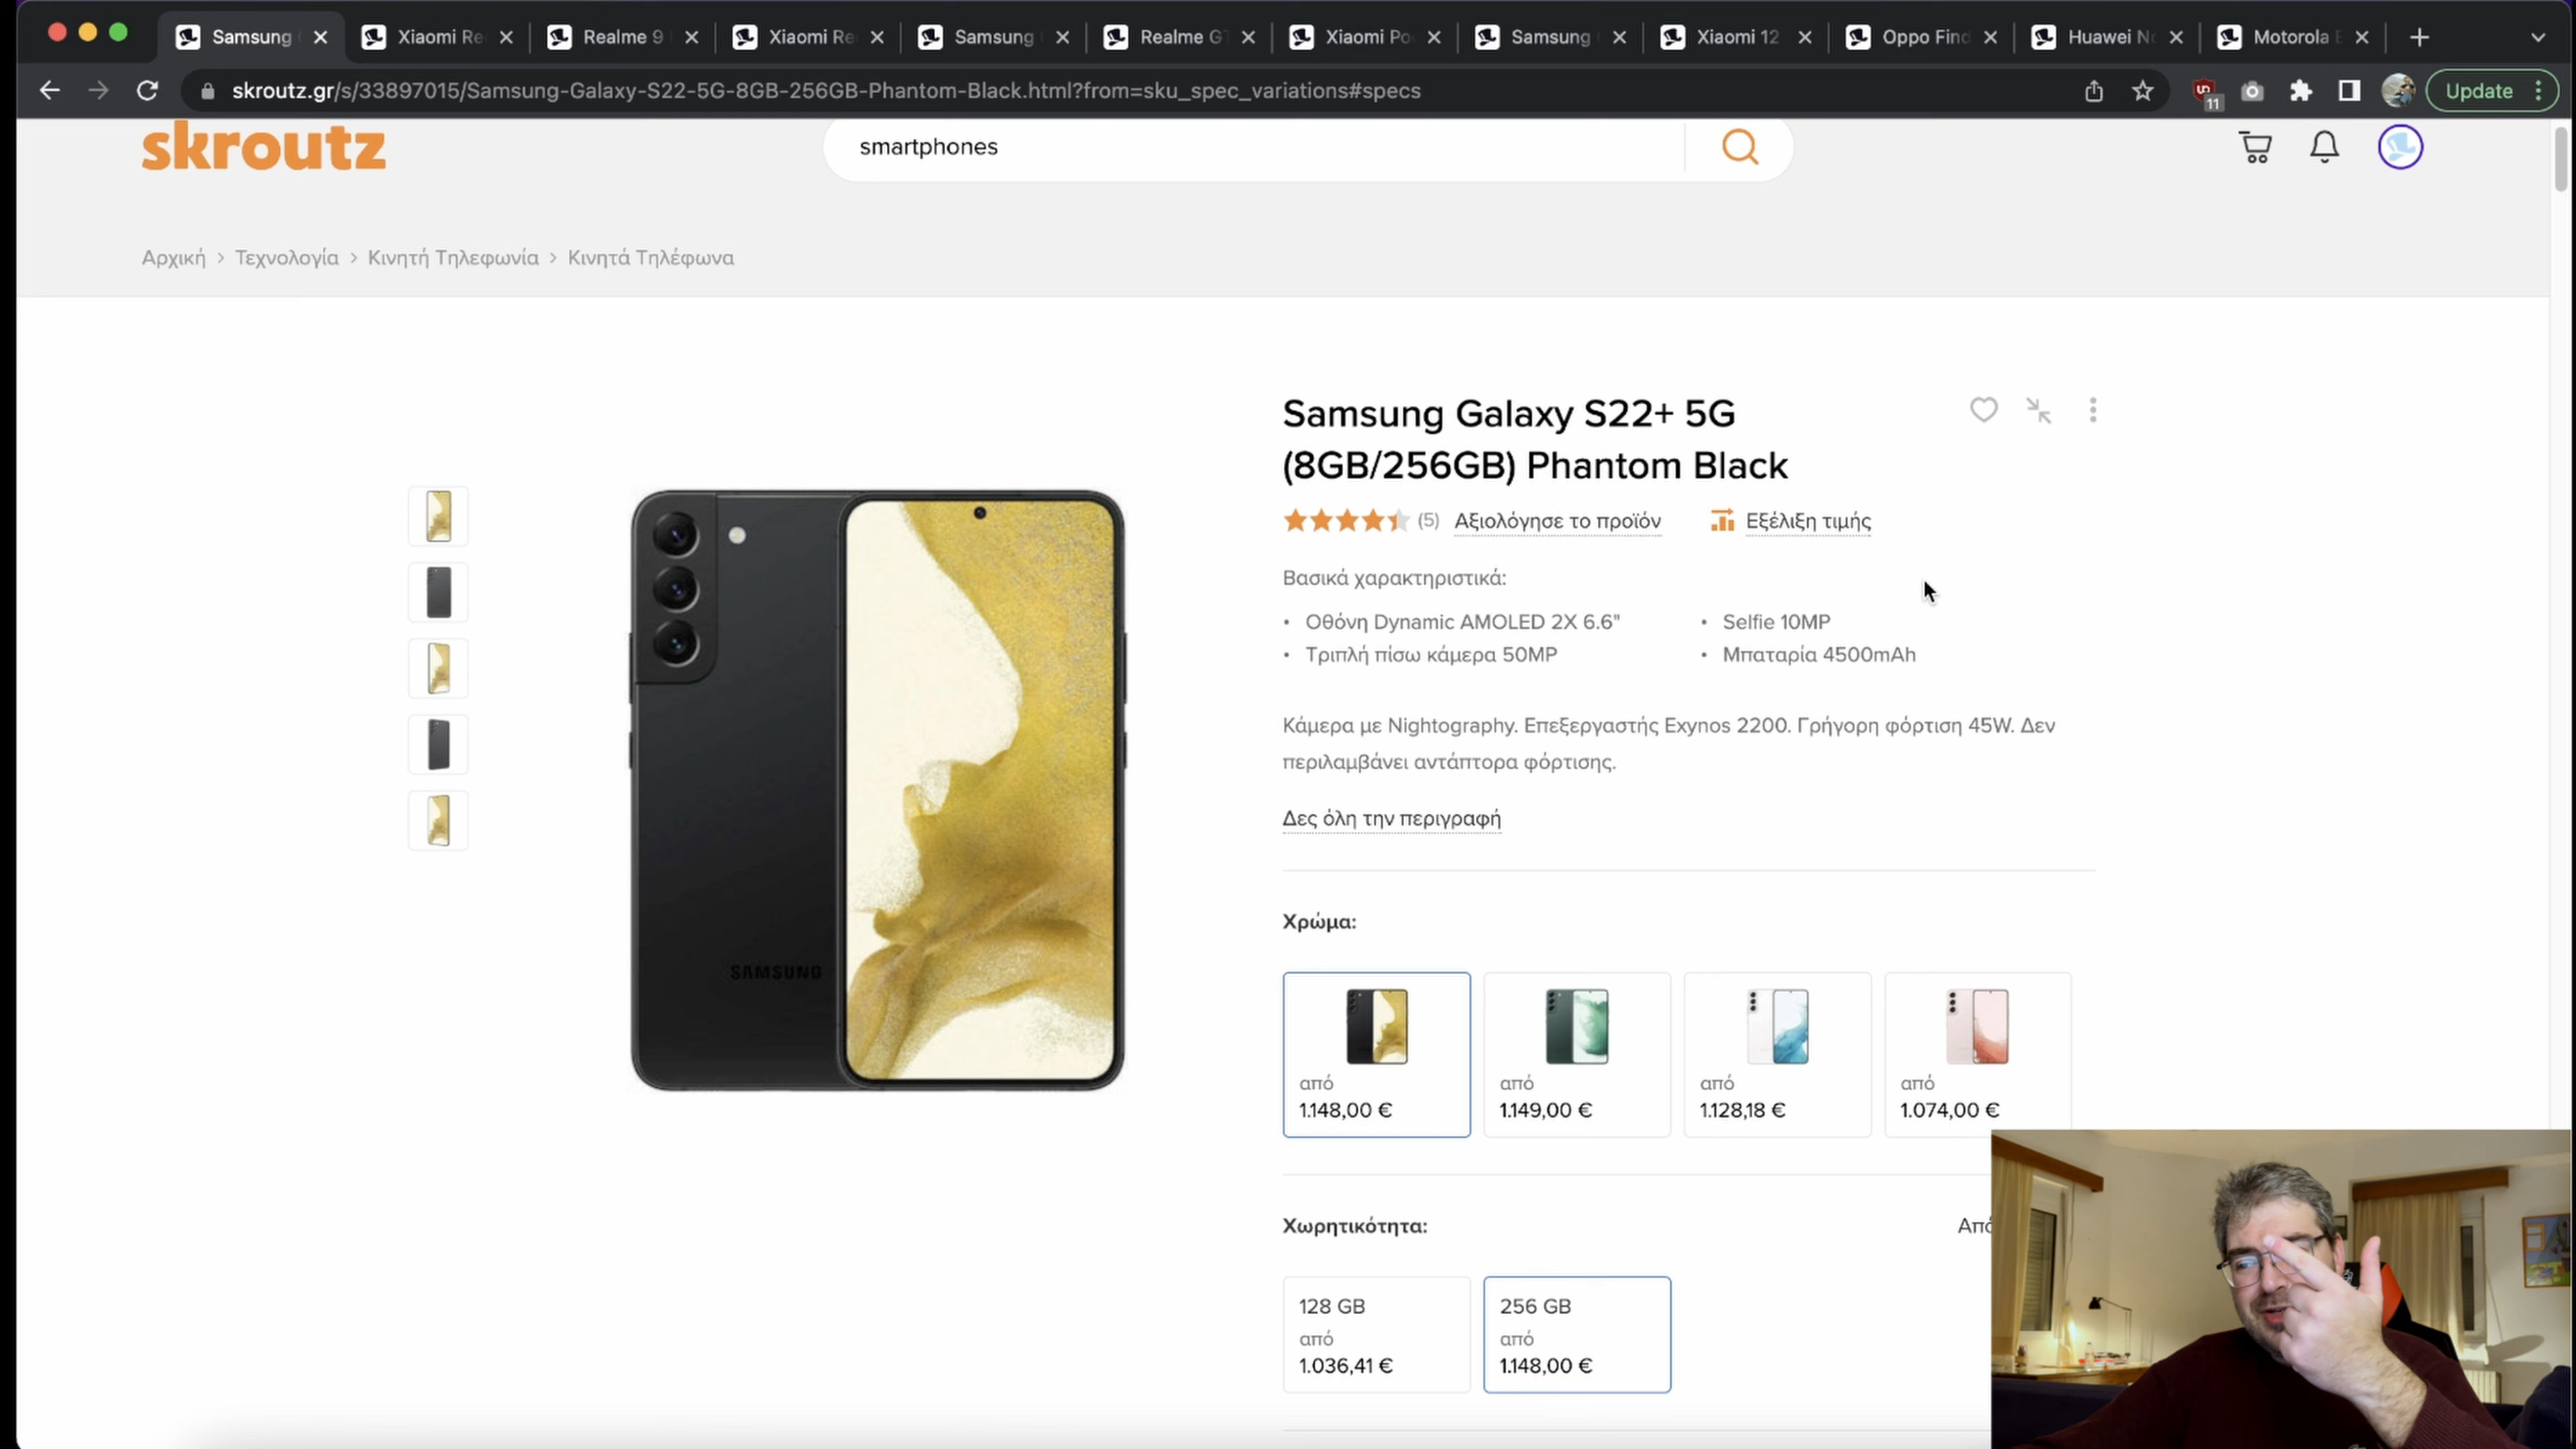 Samsung
Xiaomi Re
Realme 9
Xiaomi Re
Samsung
Realme GT
Xiaomi Po
Samsung
Xiaomi 12
Oppo Find
Huawei No
Motorola E
skroutz.gr/s/33897015/Samsung-Galaxy-S22-5G-8GB-256GB-Phantom-Black.html?from=sku_spec_variations#specs
11
Update
skroutz
smartphones
Αρχική > Τεχνολογία > Κινητή Τηλεφωνία > Κινητά Τηλέφωνα
Samsung Galaxy S22+ 5G
(8GB/256GB) Phantom Black
(5) Αξιολόγησε το προϊόν
Εξέλιξη τιμής
Βασικά χαρακτηριστικά:
• Οθόνη Dynamic AMOLED 2X 6.6"
• Selfie 10MP
• Τριπλή πίσω κάμερα 50MP
• Μπαταρία 4500mAh
Κάμερα με Nightography. Επεξεργαστής Exynos 2200. Γρήγορη φόρτιση 45W. Δεν
περιλαμβάνει αντάπτορα φόρτισης.
Δες όλη την περιγραφή
SAMSUNG
Χρώμα:
από
1.148,00 €
από
1.149,00 €
από
1.128,18 €
από
1.074,00 €
Χωρητικότητα:
Από
128 GB
από
1.036,41 €
256 GB
από
1.148,00 €